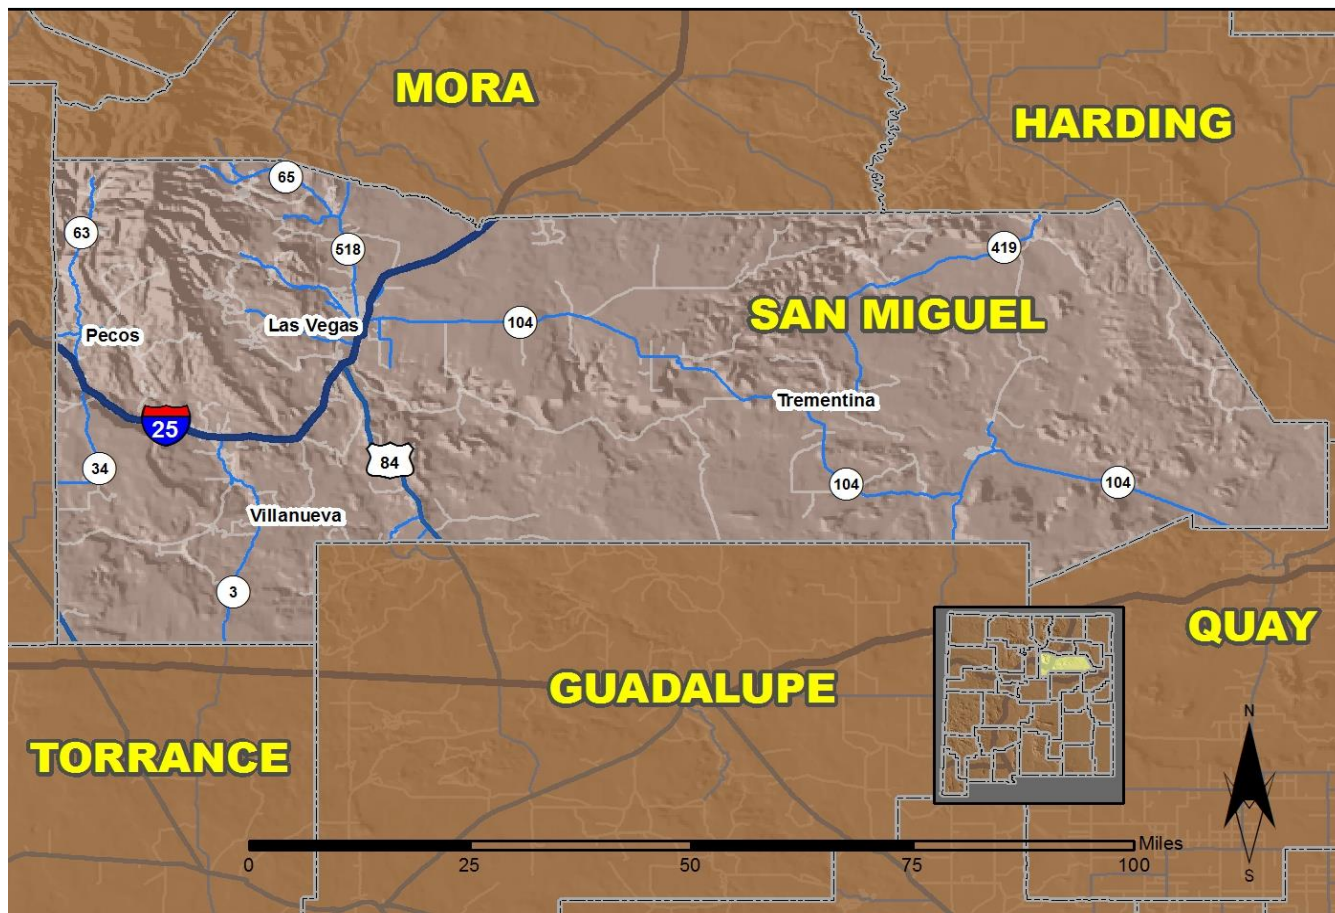 MORA
HARDING
65
63
518
419
SAN MIGUEL
104
Las Vegas
Pecos
Trementina
25
84
34
104
104
Villanueva
3
QUAY
GUADALUPE
N
TORRANCE
Miles
0
25
50
75
100
S